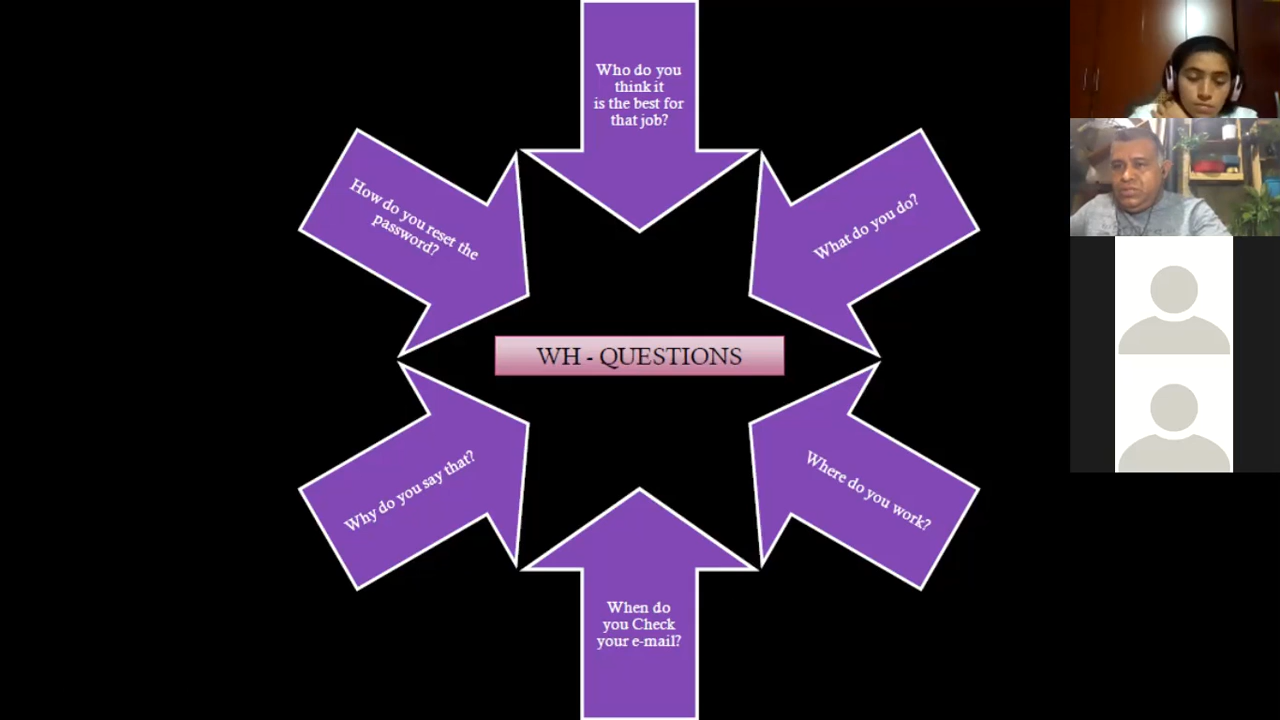 Who do you
think it
is the best for
that job?
How do you reset the
password?
What do you do?
WH - QUESTIONS
Why do you say that?
Where do you work?
When do
you Check
your e-mail?